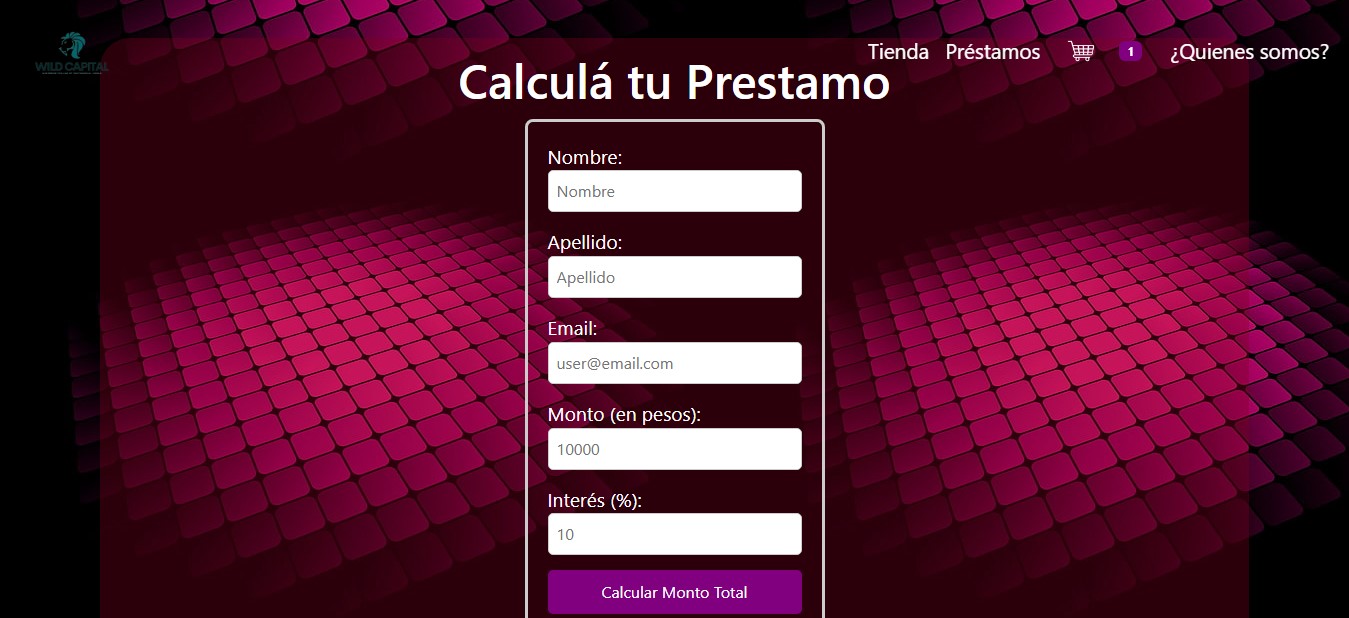 WILD CAPITAL
Tienda Préstamos 1 ¿Quienes somos?
Calculá tu Prestamo
Nombre:
Nombre
Apellido:
Apellido
Email:
user@email.com
Monto (en pesos):
10000
Interés (%):
10
Calcular Monto Total